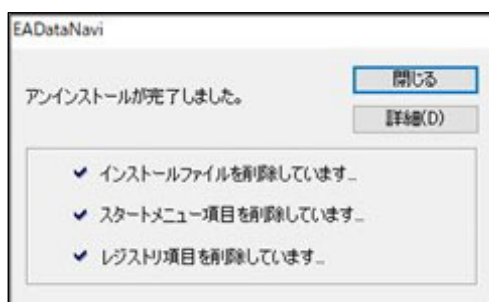 EADataNavi
アンインストールが完了しました。
閉じる
詳細(D)
インストールファイルを削除しています...
スタートメニュー項目を削除しています...
レジストリ項目を削除しています...